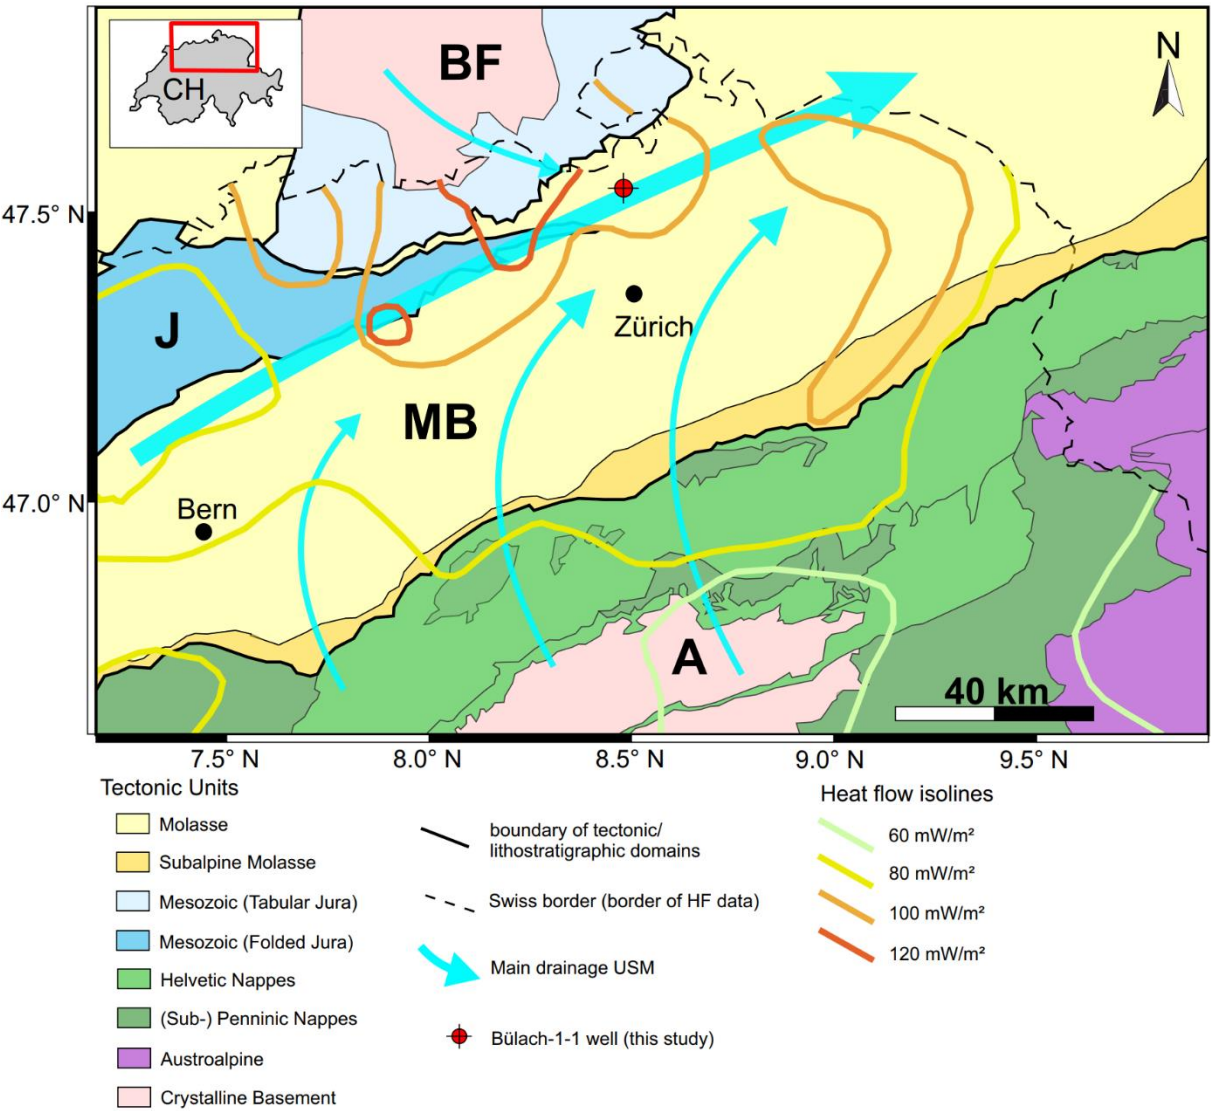 BF
N
CH
47.5° N
J
Zürich
MB
47.0° N
Bern
A
40 km
7.5° N
8.0° N
8.5° N
9.0° N
9.5° N
Tectonic Units
Molasse
Subalpine Molasse
Mesozoic (Tabular Jura)
Mesozoic (Folded Jura)
Helvetic Nappes
(Sub-) Penninic Nappes
Austroalpine
Crystalline Basement
boundary of tectonic/
lithostratigraphic domains
Swiss border (border of HF data)
Main drainage USM
Bülach-1-1 well (this study)
Heat flow isolines
60 mW/m²
80 mW/m²
100 mW/m²
120 mW/m²